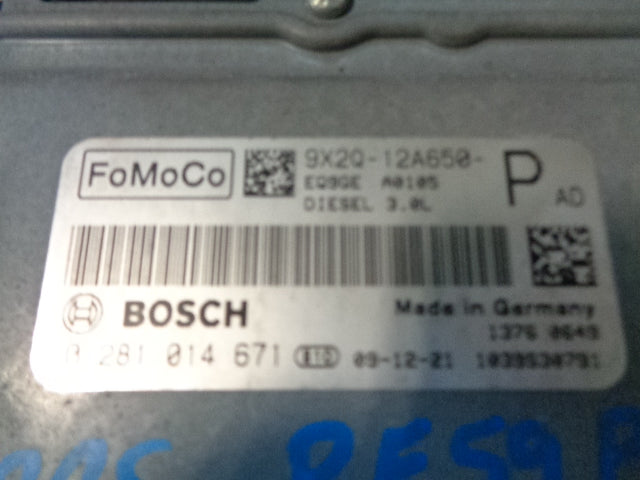 FoMoCo
9X2Q-12A650- P AD
EQ9GE A0105
DIESEL 3.0L
BOSCH
Made in Germany
1376 0649
0 281 014 671 09-12-21 1039S30791